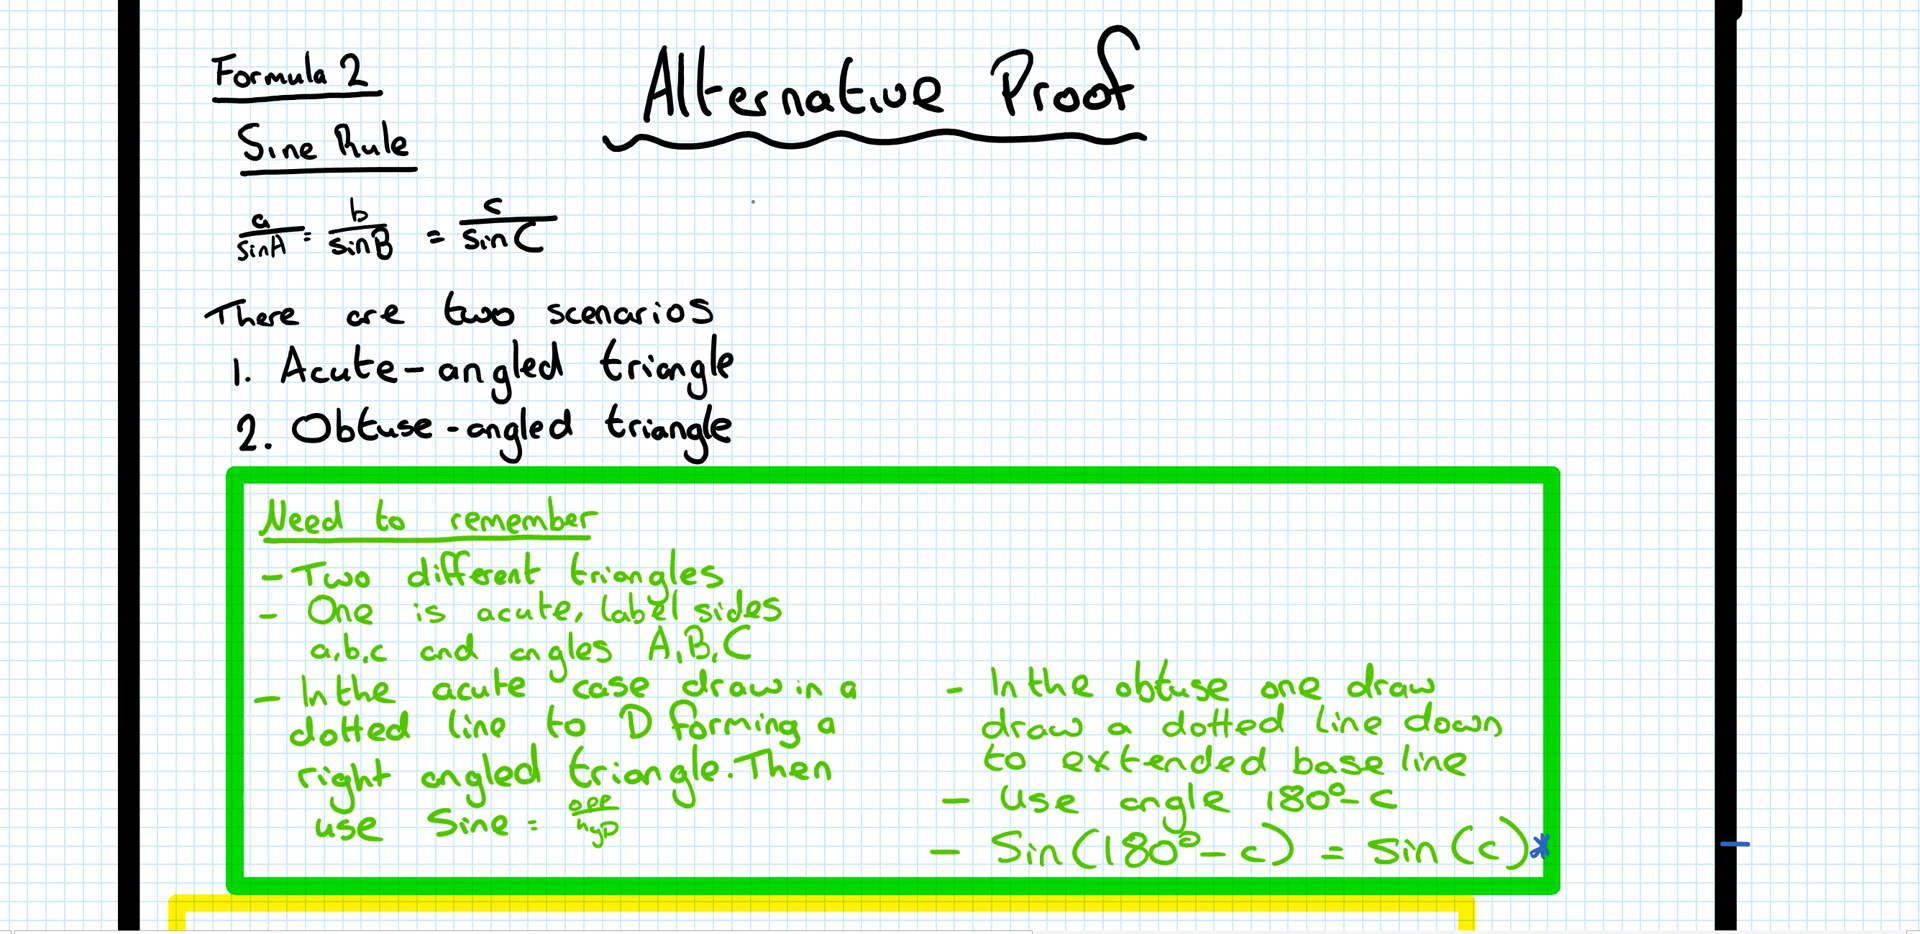 Formula 2
Alternative Proof
Sine Rule
a/sinA = b/sinB = c/sinC
There are two scenarios
1. Acute-angled triangle
2. Obtuse-angled triangle
Need to remember
- Two different triangles
- One is acute, label sides
a,b,c and angles A,B,C
- In the acute case draw in a
dotted line to D forming a
right angled triangle. Then
use Sine = opp/hyp
- In the obtuse one draw
draw a dotted line down
to extended base line
- Use angle 180°-c
- Sin(180°-c) = sin(c)*